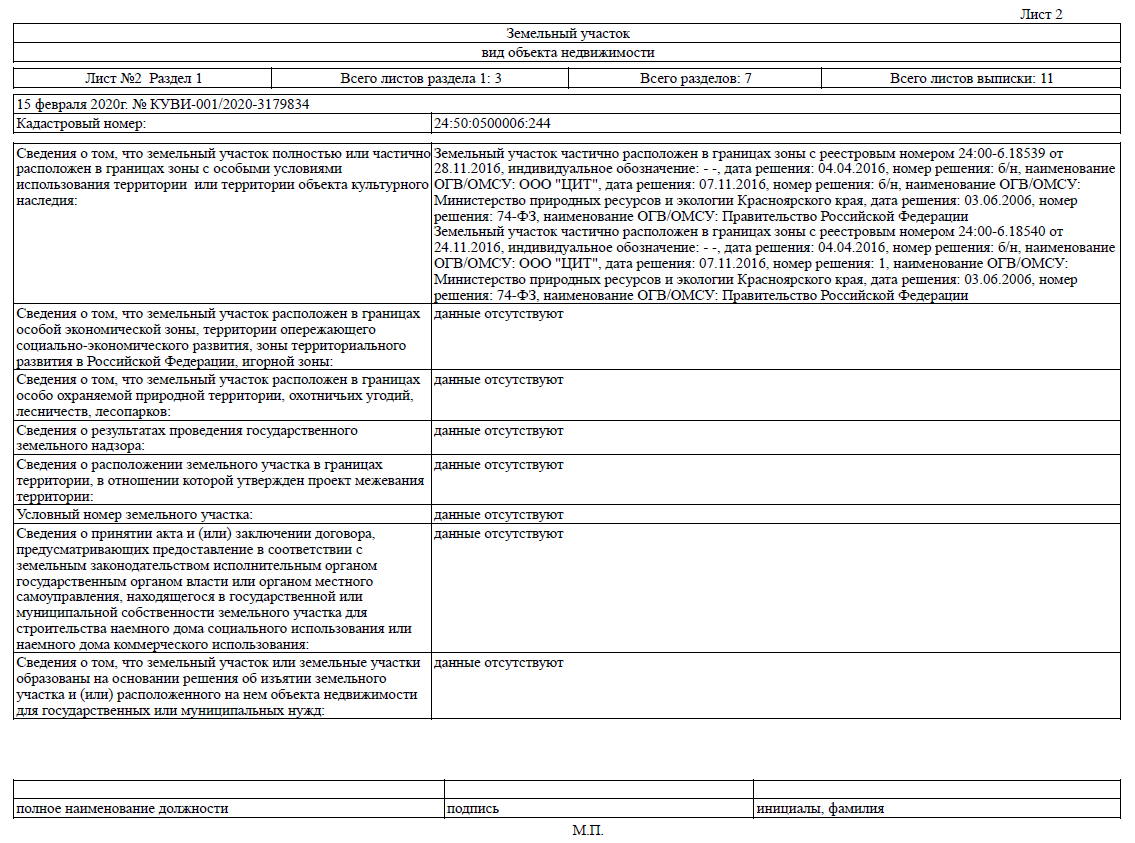 Лист 2
Земельный участок
вид объекта недвижимости
Лист №2 Раздел 1
Всего листов раздела 1: 3
Всего разделов: 7
Всего листов выписки: 11
15 февраля 2020г. № КУВИ-001/2020-3179834
Кадастровый номер:
24:50:0500006:244
Сведения о том, что земельный участок полностью или частично
расположен в границах зоны с особыми условиями
использования территории или территории объекта культурного
наследия:
Земельный участок частично расположен в границах зоны с реестровым номером 24:00-6.18539 от
28.11.2016, индивидуальное обозначение: - -, дата решения: 04.04.2016, номер решения: б/н, наименование
ОГВ/ОМСУ: ООО "ЦИТ", дата решения: 07.11.2016, номер решения: б/н, наименование ОГВ/ОМСУ:
Министерство природных ресурсов и экологии Красноярского края, дата решения: 03.06.2006, номер
решения: 74-ФЗ, наименование ОГВ/ОМСУ: Правительство Российской Федерации
Земельный участок частично расположен в границах зоны с реестровым номером 24:00-6.18540 от
24.11.2016, индивидуальное обозначение: - -, дата решения: 04.04.2016, номер решения: б/н, наименование
ОГВ/ОМСУ: ООО "ЦИТ", дата решения: 07.11.2016, номер решения: 1, наименование ОГВ/ОМСУ:
Министерство природных ресурсов и экологии Красноярского края, дата решения: 03.06.2006, номер
решения: 74-ФЗ, наименование ОГВ/ОМСУ: Правительство Российской Федерации
Сведения о том, что земельный участок расположен в границах
особой экономической зоны, территории опережающего
социально-экономического развития, зоны территориального
развития в Российской Федерации, игорной зоны:
данные отсутствуют
Сведения о том, что земельный участок расположен в границах
особо охраняемой природной территории, охотничьих угодий,
лесничеств, лесопарков:
данные отсутствуют
Сведения о результатах проведения государственного
земельного надзора:
данные отсутствуют
Сведения о расположении земельного участка в границах
территории, в отношении которой утвержден проект межевания
территории:
данные отсутствуют
Условный номер земельного участка:
данные отсутствуют
Сведения о принятии акта и (или) заключении договора,
предусматривающих предоставление в соответствии с
земельным законодательством исполнительным органом
государственным органом власти или органом местного
самоуправления, находящегося в государственной или
муниципальной собственности земельного участка для
строительства наемного дома социального использования или
наемного дома коммерческого использования:
данные отсутствуют
Сведения о том, что земельный участок или земельные участки
образованы на основании решения об изъятии земельного
участка и (или) расположенного на нем объекта недвижимости
для государственных или муниципальных нужд:
данные отсутствуют
полное наименование должности
подпись
инициалы, фамилия
М.П.